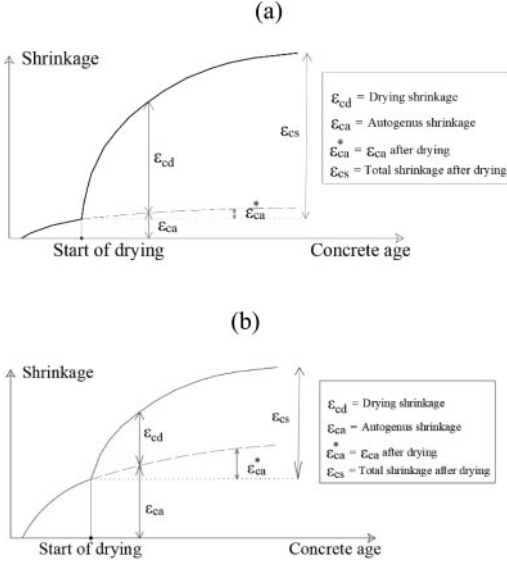 (a)
Shrinkage
εcd = Drying shrinkage
εca = Autogenus shrinkage
ε*ca = εca after drying
εcs = Total shrinkage after drying
εcs
εcd
ε*ca
εca
Start of drying
Concrete age
(b)
Shrinkage
εcd = Drying shrinkage
εca = Autogenus shrinkage
ε*ca = εca after drying
εcs = Total shrinkage after drying
εcs
εcd
ε*ca
εca
Start of drying
Concrete age